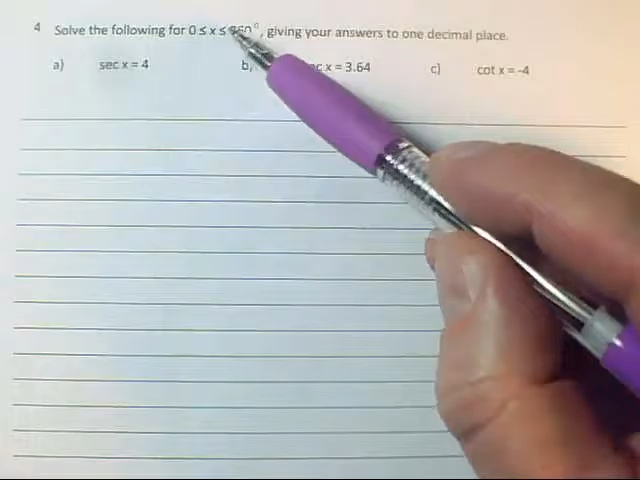 4 Solve the following for 0 ≤ x ≤ 360°, giving your answers to one decimal place.
a) sec x = 4 b) x = 3.64 c) cot x = -4